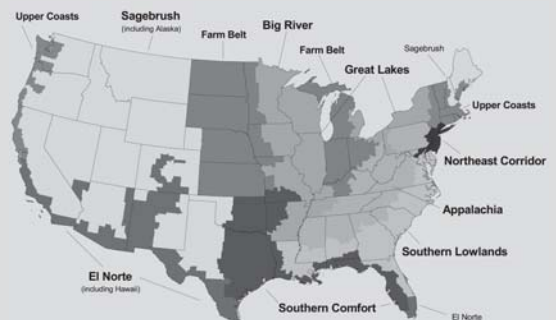 Upper Coasts
Sagebrush
(including Alaska)
Farm Belt
Big River
Farm Belt
Great Lakes
Sagebrush
Upper Coasts
Northeast Corridor
Appalachia
Southern Lowlands
El Norte
(including Hawaii)
Southern Comfort
El Norte